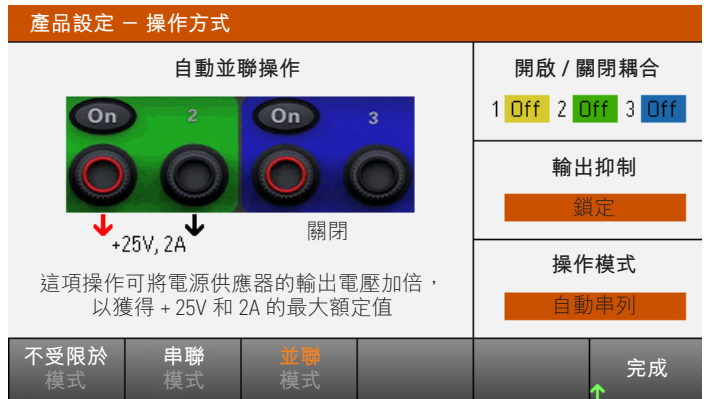 產品設定 － 操作方式
自動並聯操作
On 2 On 3
+25V, 2A
關閉
這項操作可將電源供應器的輸出電壓加倍，
以獲得 + 25V 和 2A 的最大額定值
開啟 / 關閉耦合
1 Off 2 Off 3 Off
輸出抑制
鎖定
操作模式
自動串列
不受限於
模式
串聯
模式
並聯
模式
完成